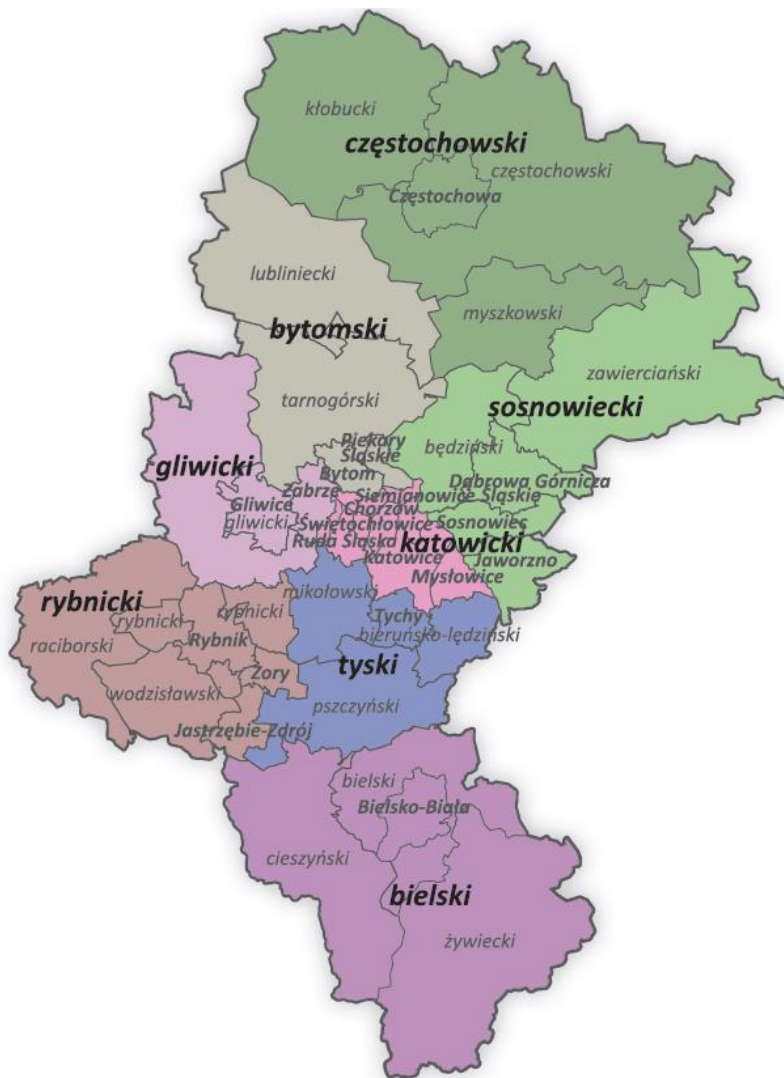 kłobucki
częstochowski
częstochowski
Częstochowa
lubliniecki
myszkowski
bytomski
zawierciański
tarnogórski
sosnowiecki
będziński
Piekary
Śląskie
gliwicki
Bytom
Dąbrowa Górnicza
Zabrze
Siemianowice Śląskie
Gliwice
Chorzów
gliwicki
Świętochłowice
Sosnowiec
Ruda Śląska
katowicki
Katowice
Jaworzno
Mysłowice
mikołowski
rybnicki
rybnicki
rybnicki
Tychy
bieruńsko-lędziński
raciborski
Rybnik
tyski
Żory
wodzisławski
pszczyński
Jastrzębie-Zdrój
bielski
Bielsko-Biała
cieszyński
bielski
żywiecki